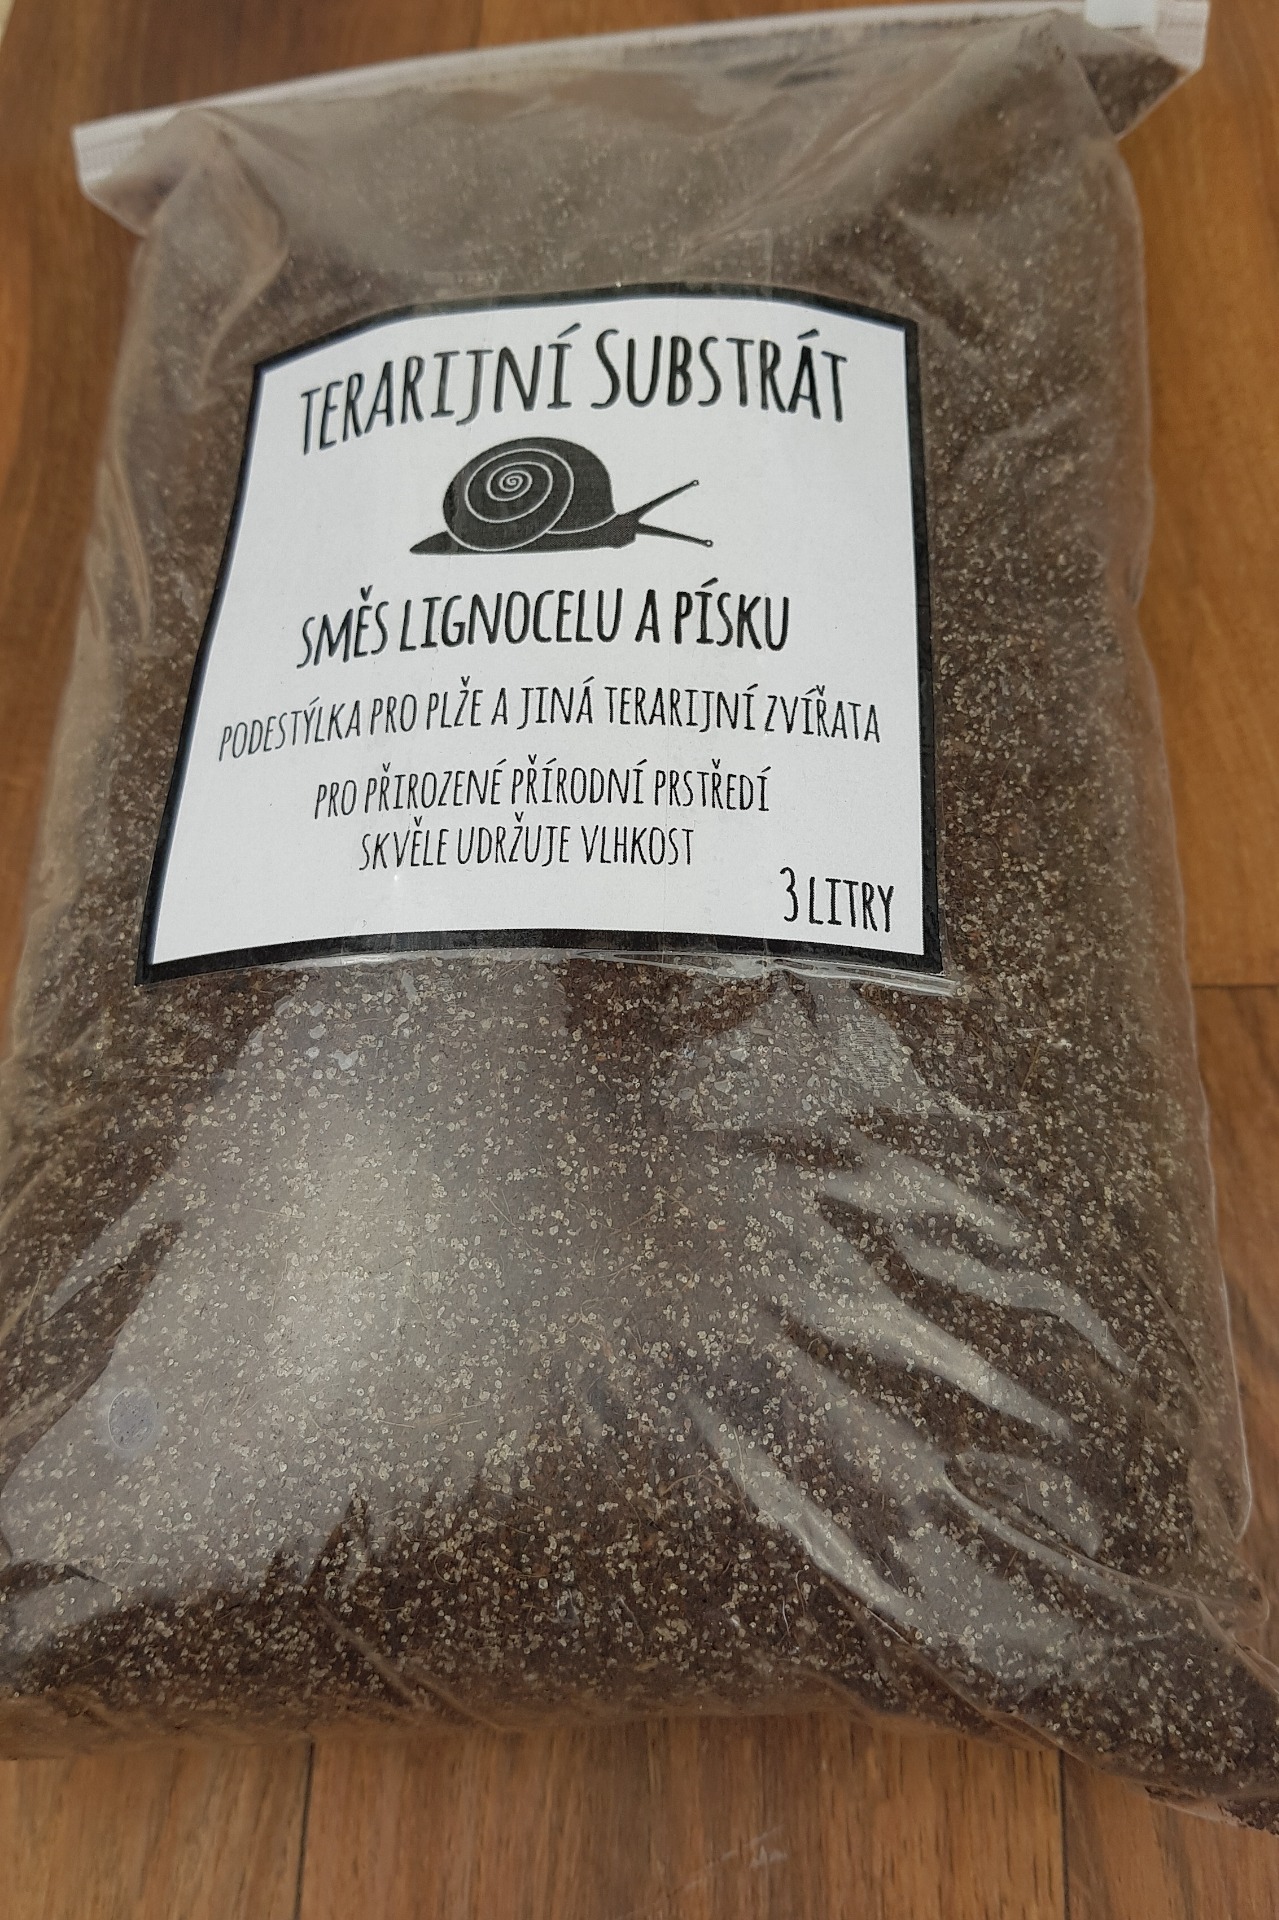 TERARIJNÍ SUBSTRÁT
SMĚS LIGNOCELU A PÍSKU
PODESTÝLKA PRO PLŽE A JINÁ TERARIJNÍ ZVÍŘATA
PRO PŘIROZENÉ PŘÍRODNÍ PRSTŘEDÍ
SKVĚLE UDRŽUJE VLHKOST
3 LITRY